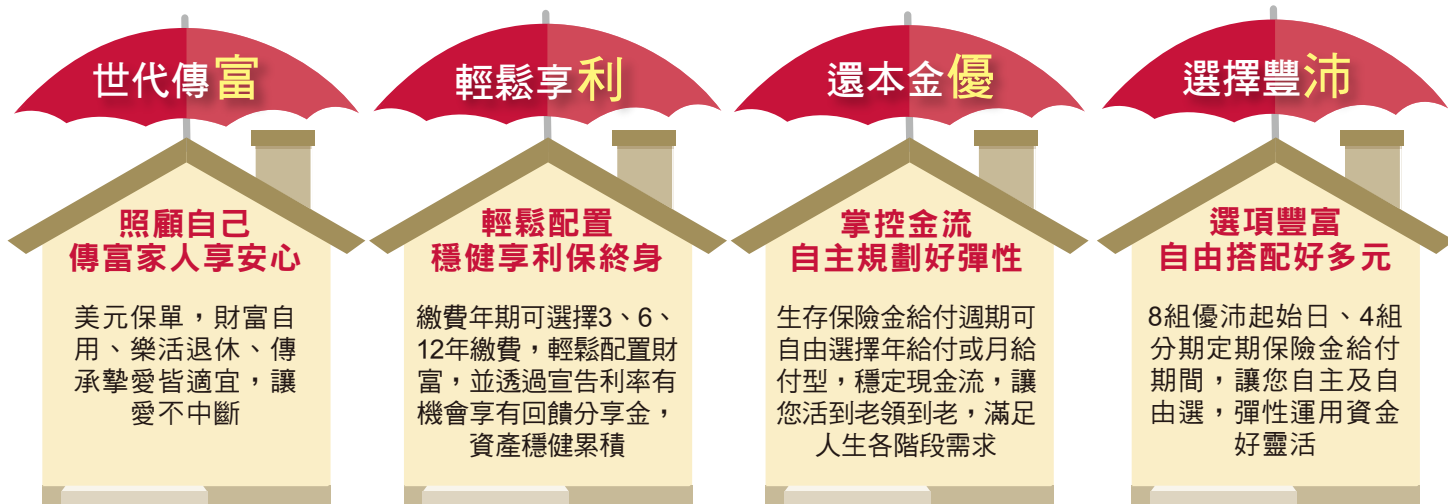 世代傳富
照顧自己
傳富家人享安心
美元保單，財富自
用、樂活退休、傳
承摯愛皆適宜，讓
愛不中斷
輕鬆享利
輕鬆配置
穩健享利保終身
繳費年期可選擇3、6、
12年繳費，輕鬆配置財
富，並透過宣告利率有
機會享有回饋分享金，
資產穩健累積
還本金優
掌控金流
自主規劃好彈性
生存保險金給付週期可
自由選擇年給付或月給
付型，穩定現金流，讓
您活到老領到老，滿足
人生各階段需求
選擇豐沛
選項豐富
自由搭配好多元
8組優沛起始日、4組
分期定期保險金給付
期間，讓您自主及自
由選，彈性運用資金
好靈活